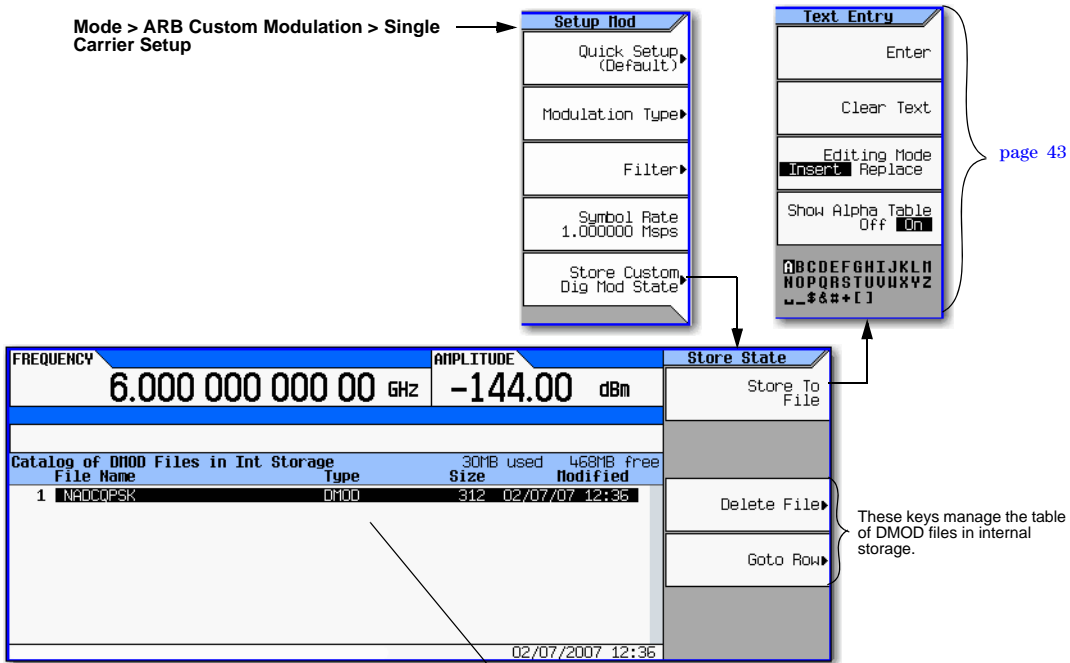 Mode > ARB Custom Modulation > Single
Carrier Setup
Setup Mod
Quick Setup
(Default)
Modulation Type
Filter
Symbol Rate
1.000000 Msps
Store Custom
Dig Mod State
Text Entry
Enter
Clear Text
Editing Mode
Insert Replace
Show Alpha Table
Off On
ABCDEFGHIJKLM
NOPQRSTUVWXYZ
␣_$&#+[]
page 43
FREQUENCY
6.000 000 000 00 GHz
AMPLITUDE
-144.00 dBm
Catalog of DMOD Files in Int Storage 30MB used 468MB free
File Name Type Size Modified
1 NADCQPSK DMOD 312 02/07/07 12:36
02/07/2007 12:36
Store State
Store To
File
Delete File
Goto Row
These keys manage the table
of DMOD files in internal
storage.